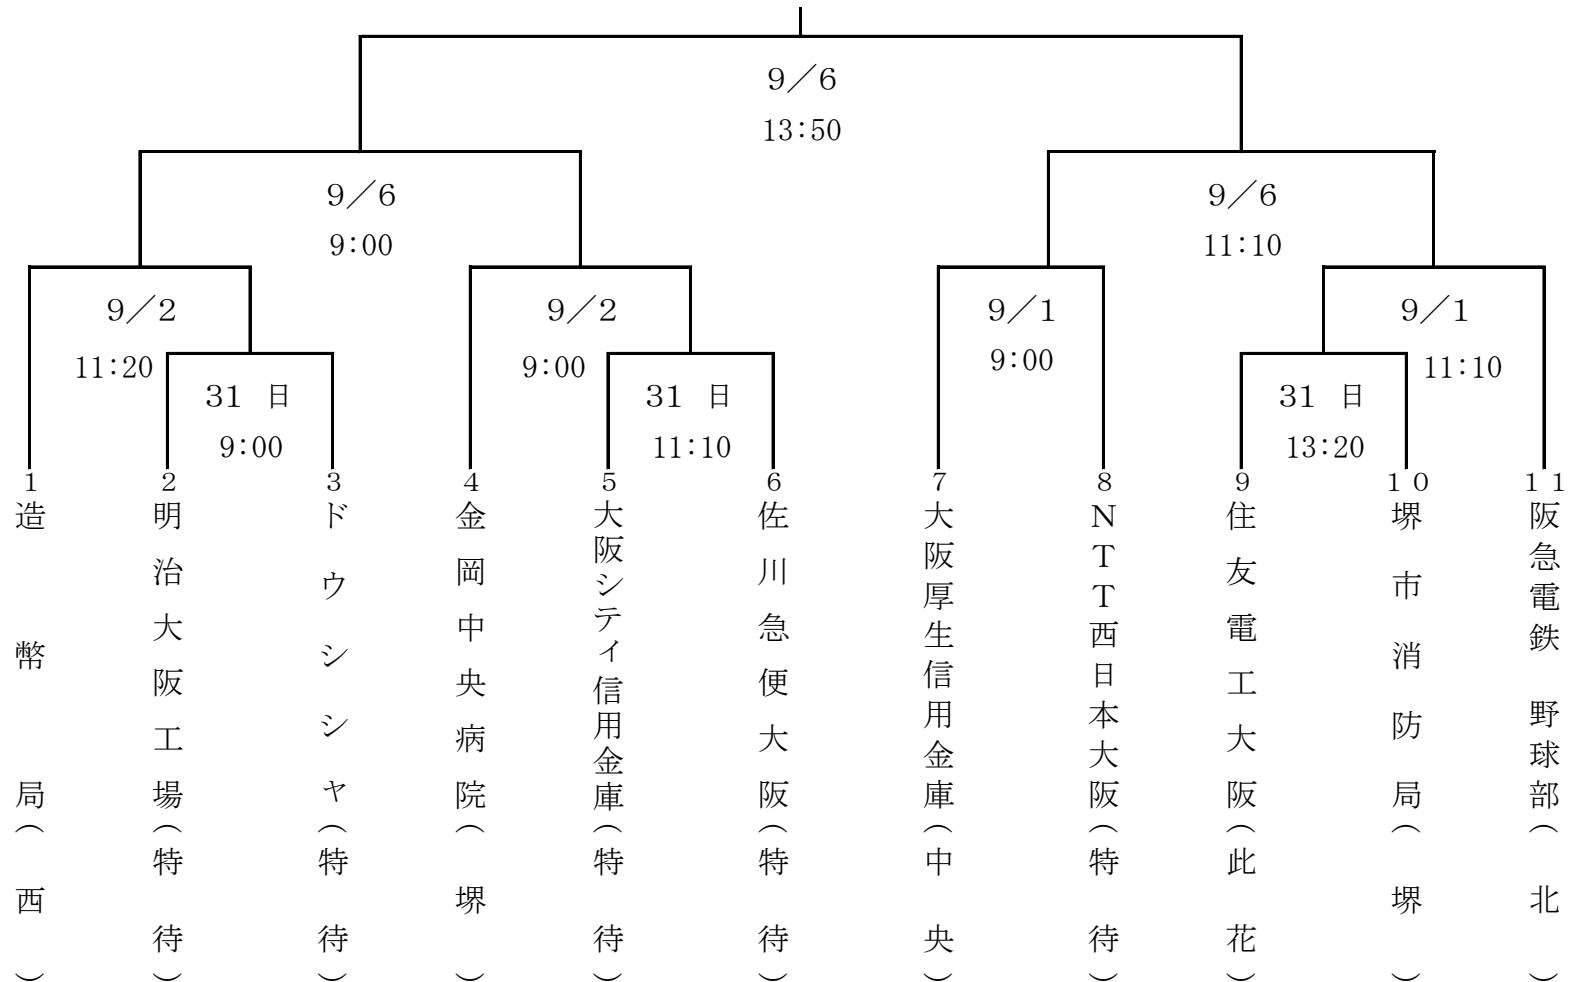 9／6
13:50
9／6
9:00
9／6
11:10
9／2
11:20
9／2
9:00
9／1
9:00
9／1
11:10
31 日
9:00
31 日
11:10
31 日
13:20
1
造幣局（西）
2
明治大阪工場（特待）
3
ドウシシャ（特待）
4
金岡中央病院（堺）
5
大阪シティ信用金庫（特待）
6
佐川急便大阪（特待）
7
大阪厚生信用金庫（中央）
8
NTT西日本大阪（特待）
9
住友電工大阪（此花）
10
堺市消防局（堺）
11
阪急電鉄 野球部（北）